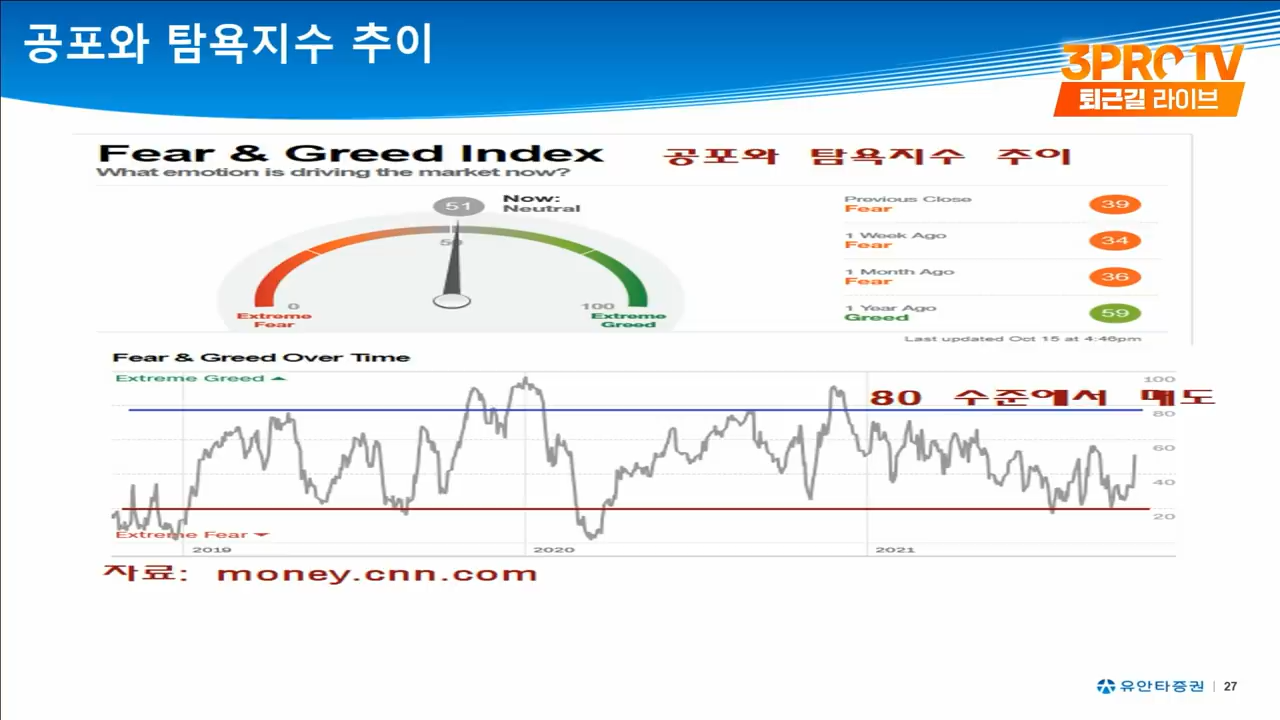 공포와 탐욕지수 추이
3PROTV
퇴근길 라이브
Fear & Greed Index
What emotion is driving the market now?
공포와 탐욕지수 추이
51
Now:
Neutral
50
0
Extreme
Fear
100
Extreme
Greed
Previous Close
Fear
39
1 Week Ago
Fear
34
1 Month Ago
Fear
36
1 Year Ago
Greed
59
Last updated Oct 15 at 4:46pm
Fear & Greed Over Time
Extreme Greed
80 수준에서 매도
100
80
60
40
20
Extreme Fear
2019
2020
2021
자료: money.cnn.com
유안타증권
27